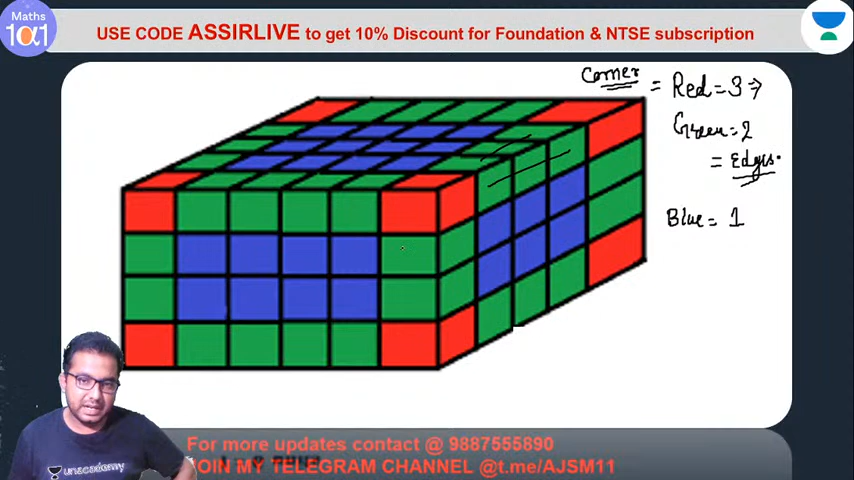 Maths
1α1
USE CODE ASSIRLIVE to get 10% Discount for Foundation & NTSE subscription
Corner
= Red = 3 ⇒
Green = 2
= Edges.
Blue = 1
unacademy
For more updates contact @ 9887555890
JOIN MY TELEGRAM CHANNEL @t.me/AJSM11